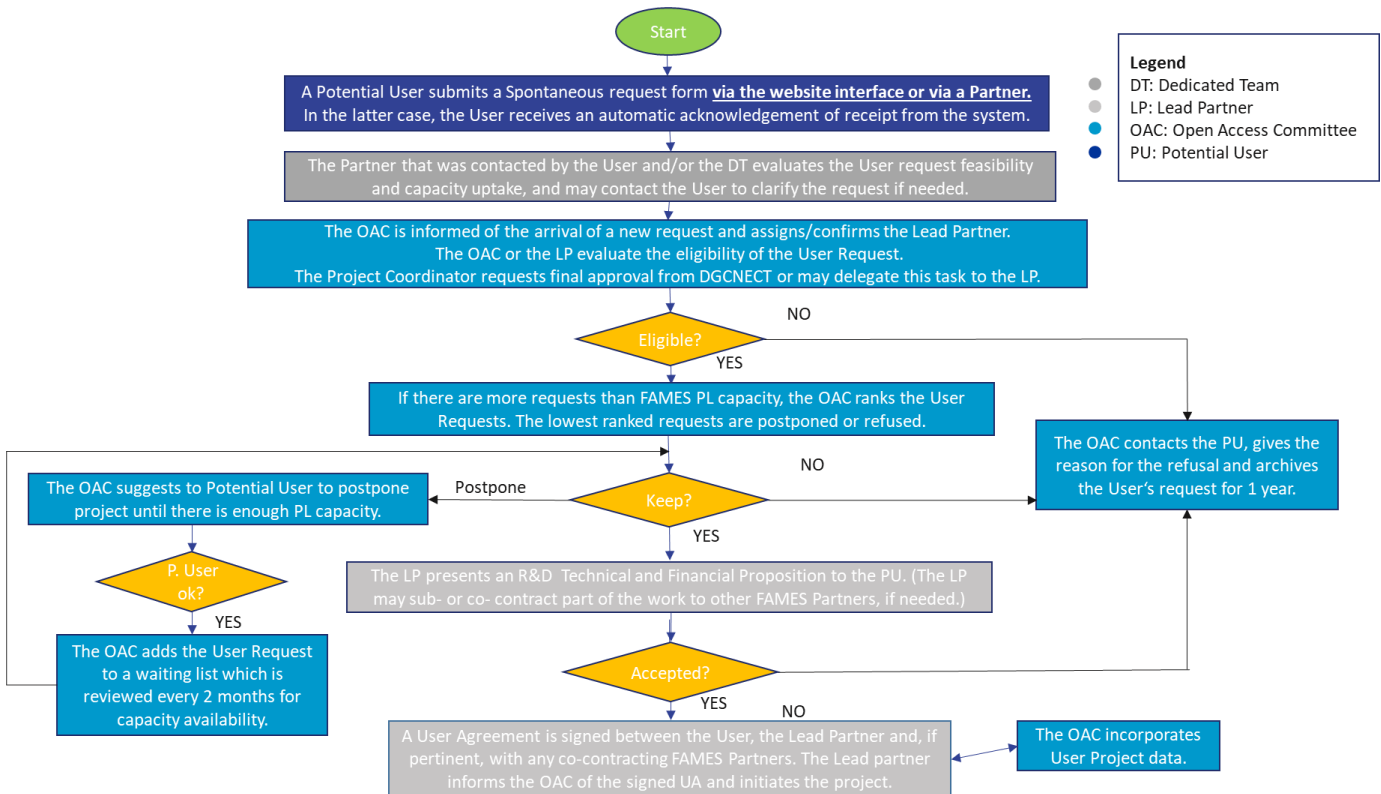 Start
Legend
DT: Dedicated Team
LP: Lead Partner
OAC: Open Access Committee
PU: Potential User
A Potential User submits a Spontaneous request form via the website interface or via a Partner.
In the latter case, the User receives an automatic acknowledgement of receipt from the system.
The Partner that was contacted by the User and/or the DT evaluates the User request feasibility
and capacity uptake, and may contact the User to clarify the request if needed.
The OAC is informed of the arrival of a new request and assigns/confirms the Lead Partner.
The OAC or the LP evaluate the eligibility of the User Request.
The Project Coordinator requests final approval from DGCNECT or may delegate this task to the LP.
NO
Eligible?
YES
If there are more requests than FAMES PL capacity, the OAC ranks the User
Requests. The lowest ranked requests are postponed or refused.
The OAC contacts the PU, gives the
reason for the refusal and archives
the User's request for 1 year.
NO
Keep?
Postpone
YES
The OAC suggests to Potential User to postpone
project until there is enough PL capacity.
P. User
ok?
YES
The OAC adds the User Request
to a waiting list which is
reviewed every 2 months for
capacity availability.
The LP presents an R&D Technical and Financial Proposition to the PU. (The LP
may sub- or co- contract part of the work to other FAMES Partners, if needed.)
Accepted?
YES
NO
A User Agreement is signed between the User, the Lead Partner and, if
pertinent, with any co-contracting FAMES Partners. The Lead partner
informs the OAC of the signed UA and initiates the project.
The OAC incorporates
User Project data.